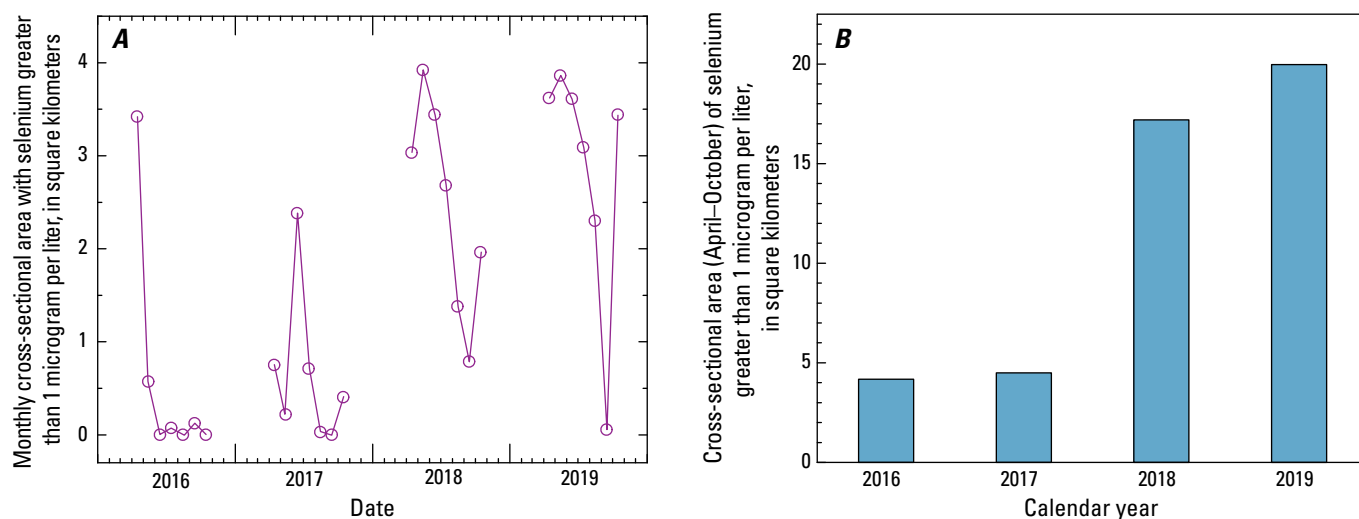 Monthly cross-sectional area with selenium greater
than 1 microgram per liter, in square kilometers
A
4
3
2
1
0
2016
2017
2018
2019
Date
Cross-sectional area (April–October) of selenium
greater than 1 microgram per liter,
in square kilometers
B
20
15
10
5
0
2016
2017
2018
2019
Calendar year